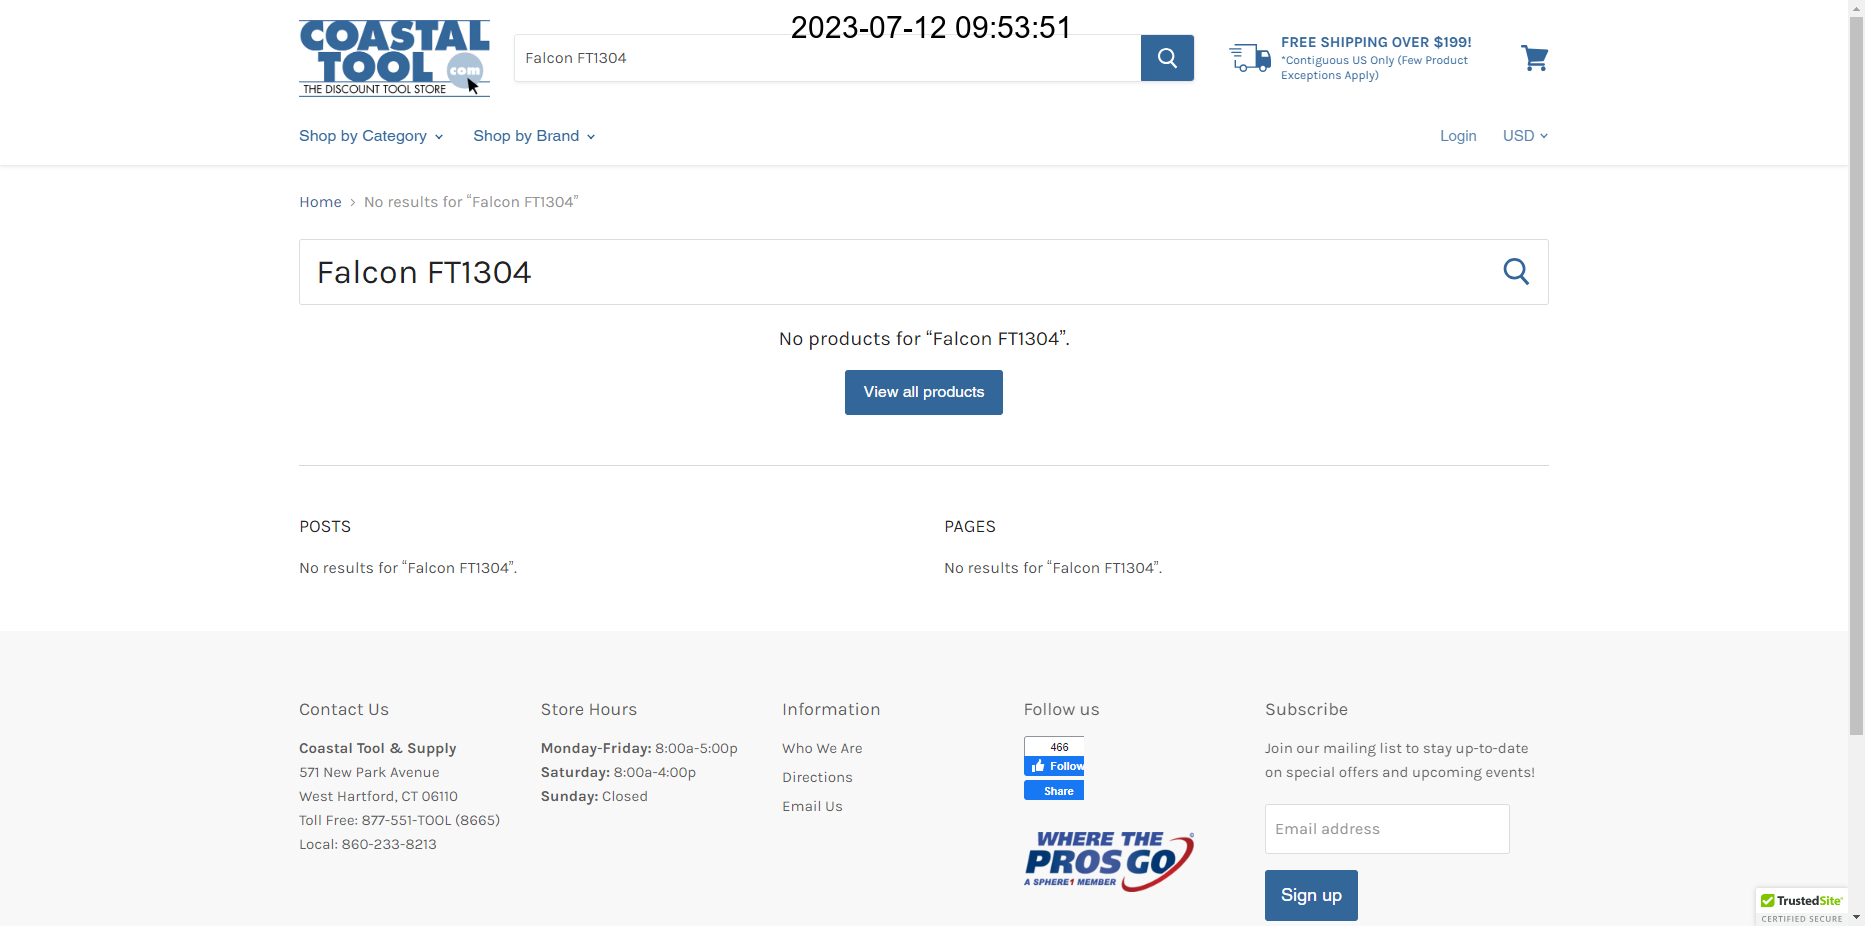 2023-07-12 09:53:51
COASTAL
TOOL com
THE DISCOUNT TOOL STORE
Falcon FT1304
FREE SHIPPING OVER $199!
*Contiguous US Only (Few Product
Exceptions Apply)
Shop by Category
Shop by Brand
Login
USD
Home > No results for “Falcon FT1304”
Falcon FT1304
No products for “Falcon FT1304”.
View all products
POSTS
No results for “Falcon FT1304”.
PAGES
No results for “Falcon FT1304”.
Contact Us
Coastal Tool & Supply
571 New Park Avenue
West Hartford, CT 06110
Toll Free: 877-551-TOOL (8665)
Local: 860-233-8213
Store Hours
Monday-Friday: 8:00a-5:00p
Saturday: 8:00a-4:00p
Sunday: Closed
Information
Who We Are
Directions
Email Us
Follow us
466
Follow
Share
WHERE THE
PROS GO
A SPHERE1 MEMBER
Subscribe
Join our mailing list to stay up-to-date
on special offers and upcoming events!
Email address
Sign up
TrustedSite
CERTIFIED SECURE